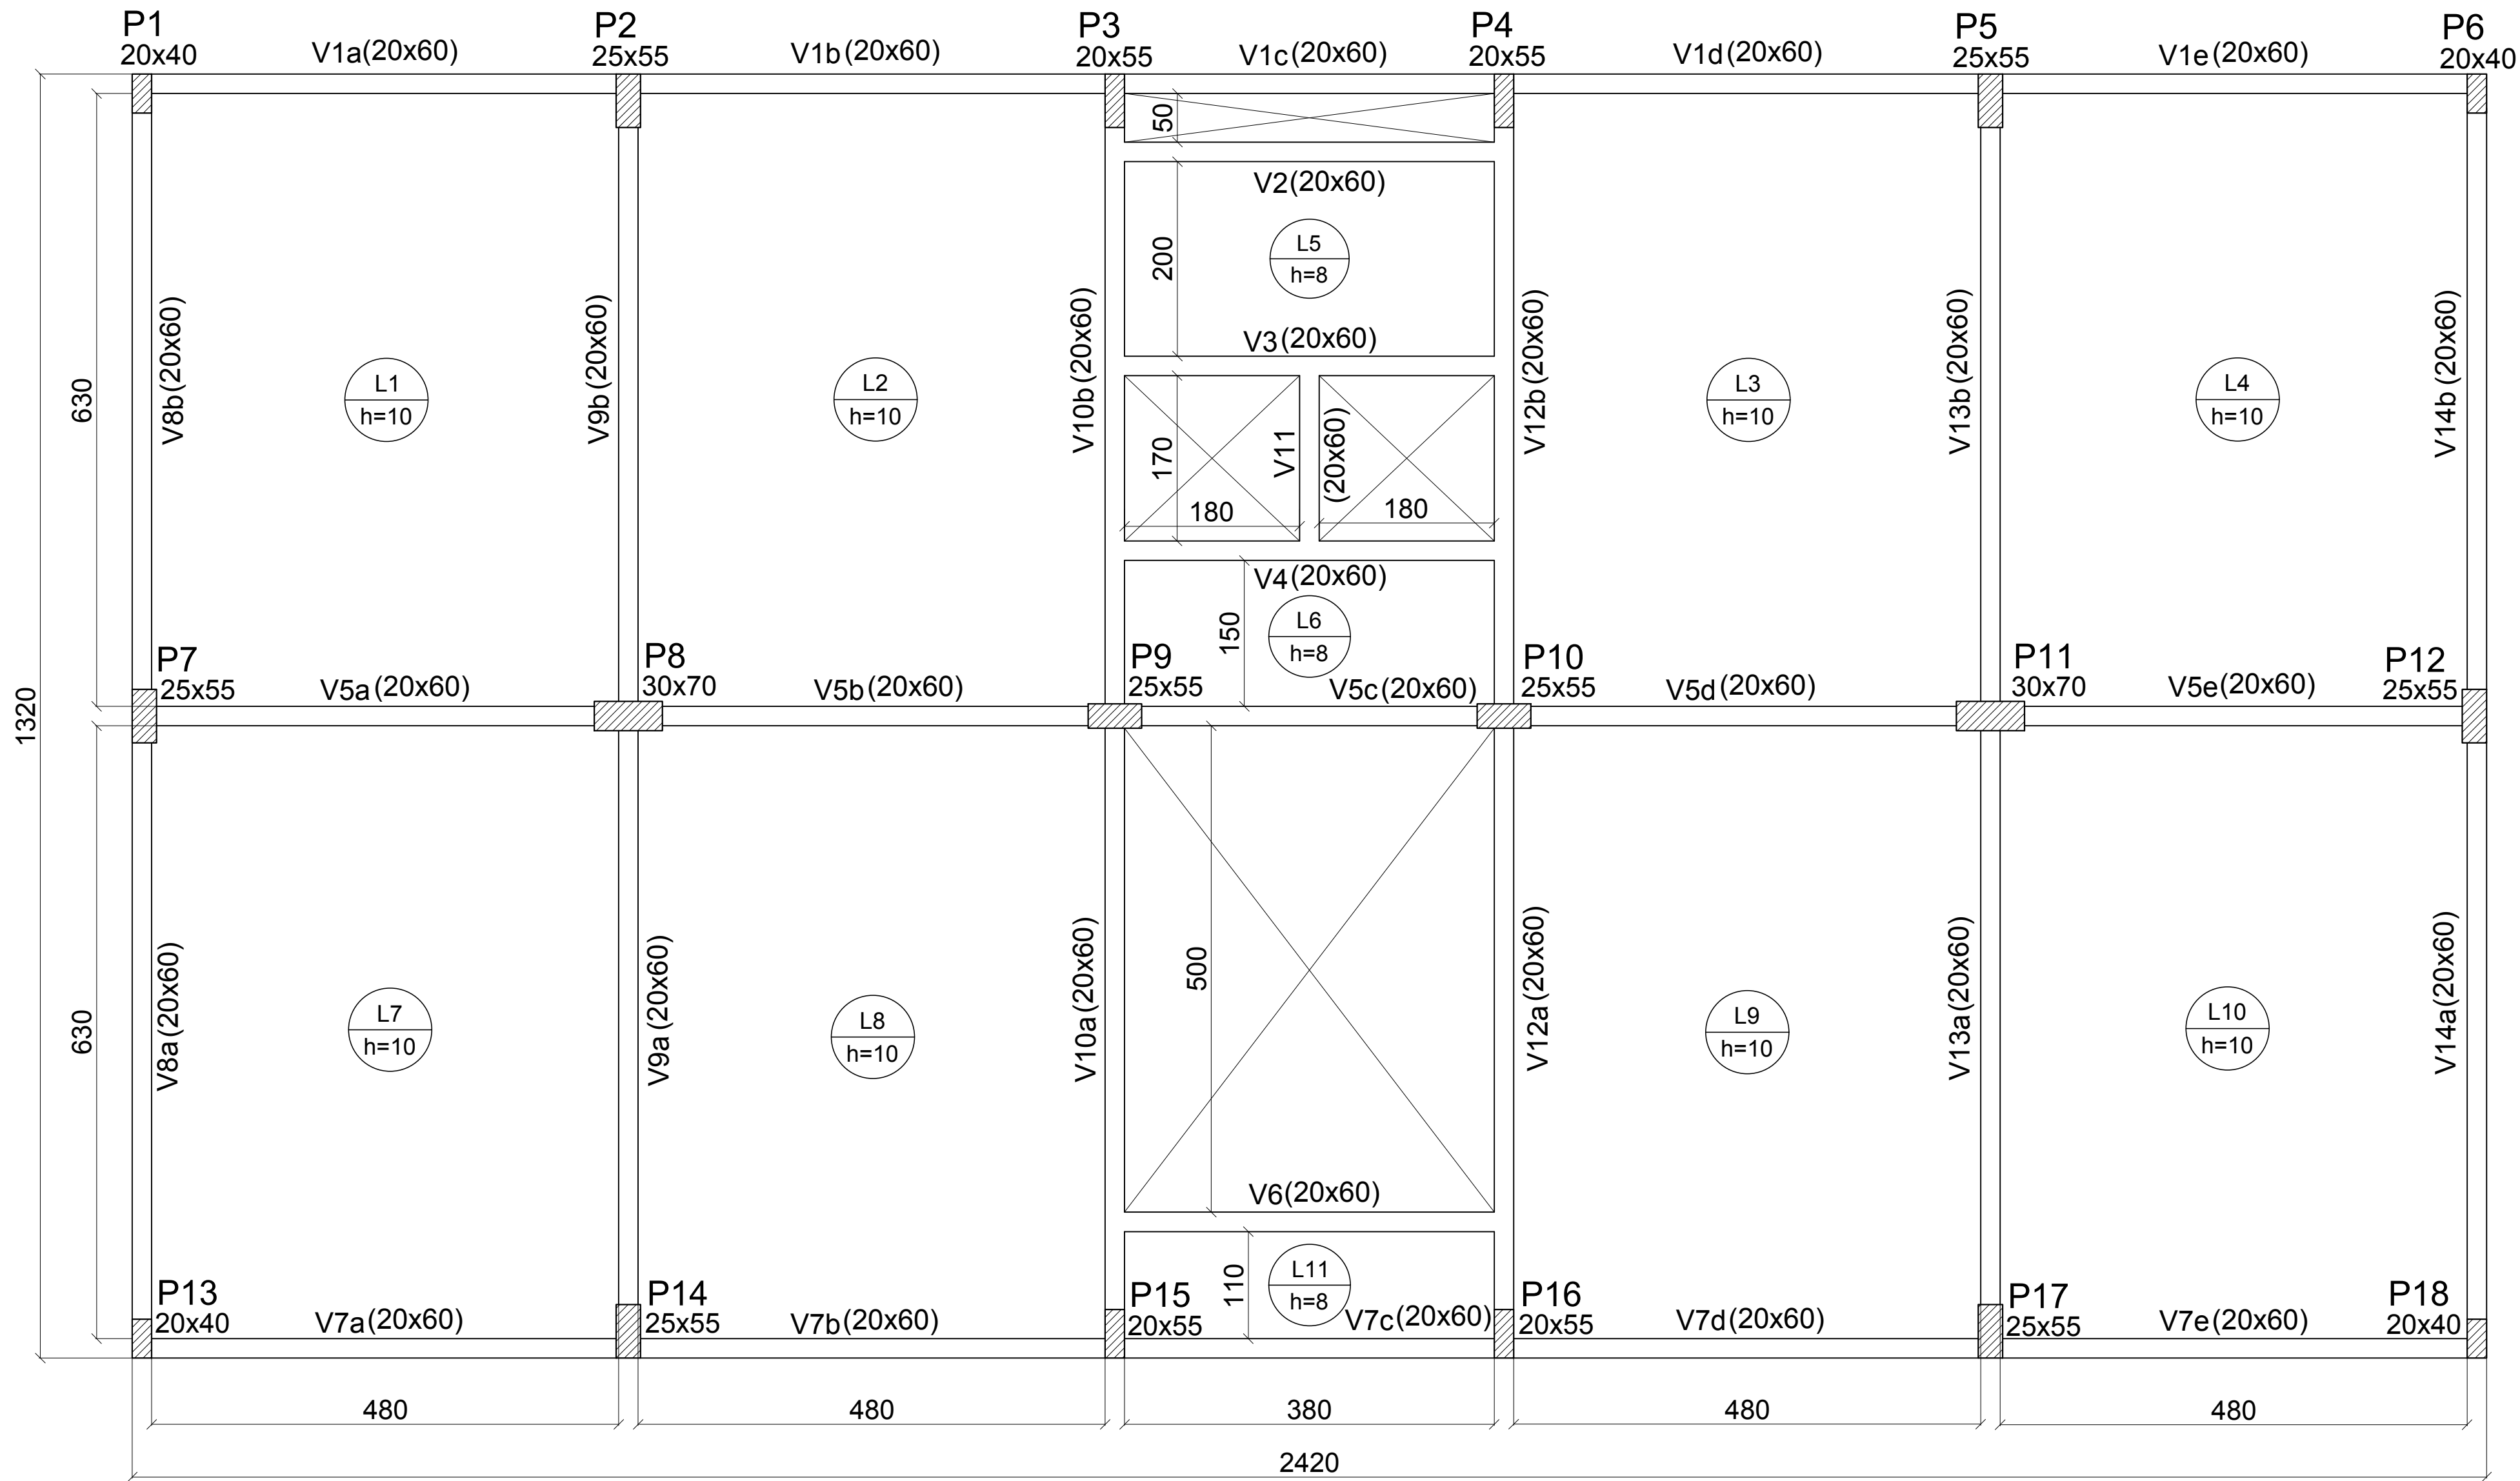 P1
20x40
V1a(20x60)
P2
25x55
V1b(20x60)
P3
20x55
V1c(20x60)
P4
20x55
V1d(20x60)
P5
25x55
V1e(20x60)
P6
20x40
50
V2(20x60)
200
L5
h=8
V3(20x60)
630
V8b(20x60)
L1
h=10
V9b(20x60)
L2
h=10
V10b(20x60)
170
180
V11
(20x60)
180
V12b(20x60)
L3
h=10
V13b(20x60)
L4
h=10
V14b(20x60)
V4(20x60)
150
L6
h=8
1320
P7
25x55
V5a(20x60)
P8
30x70
V5b(20x60)
P9
25x55
V5c(20x60)
P10
25x55
V5d(20x60)
P11
30x70
V5e(20x60)
P12
25x55
630
V8a(20x60)
L7
h=10
V9a(20x60)
L8
h=10
V10a(20x60)
500
V12a(20x60)
L9
h=10
V13a(20x60)
L10
h=10
V14a(20x60)
V6(20x60)
110
L11
h=8
P13
20x40
V7a(20x60)
P14
25x55
V7b(20x60)
P15
20x55
V7c(20x60)
P16
20x55
V7d(20x60)
P17
25x55
V7e(20x60)
P18
20x40
480
480
380
480
480
2420